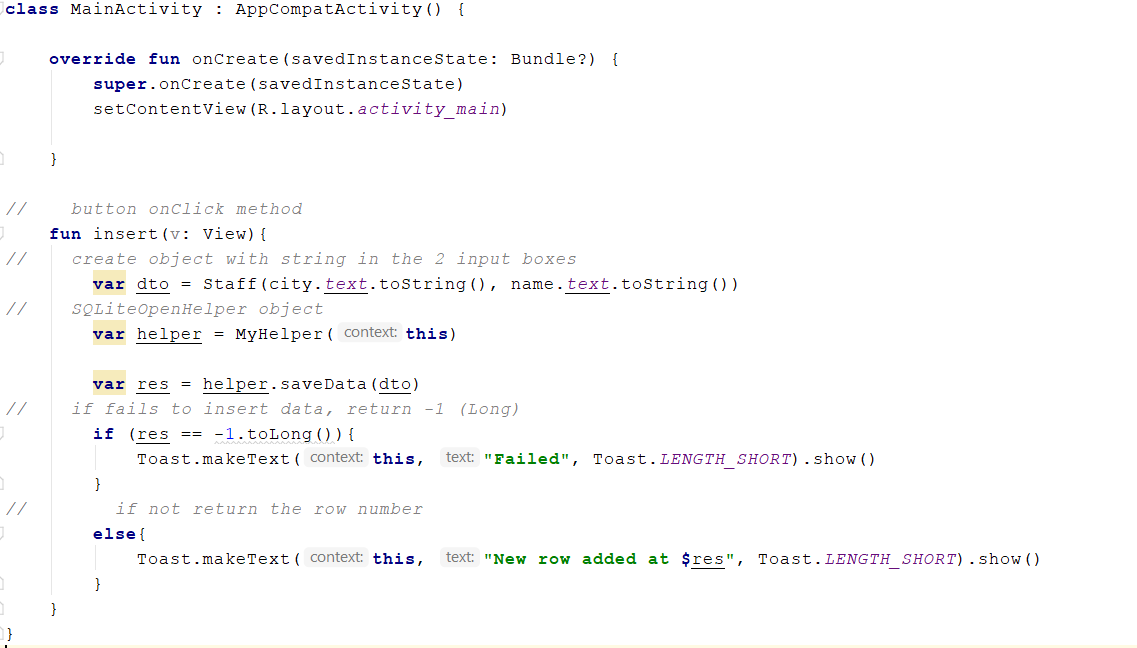 class MainActivity : AppCompatActivity() {
override fun onCreate(savedInstanceState: Bundle?) {
super.onCreate(savedInstanceState)
setContentView(R.layout.activity_main)
}
// button onClick method
fun insert(v: View){
// create object with string in the 2 input boxes
var dto = Staff(city.text.toString(), name.text.toString())
// SQLiteOpenHelper object
var helper = MyHelper( context: this)
var res = helper.saveData(dto)
// if fails to insert data, return -1 (Long)
if (res == -1.toLong()){
Toast.makeText( context: this, text: "Failed", Toast.LENGTH_SHORT).show()
}
// if not return the row number
else{
Toast.makeText( context: this, text: "New row added at $res", Toast.LENGTH_SHORT).show()
}
}
}